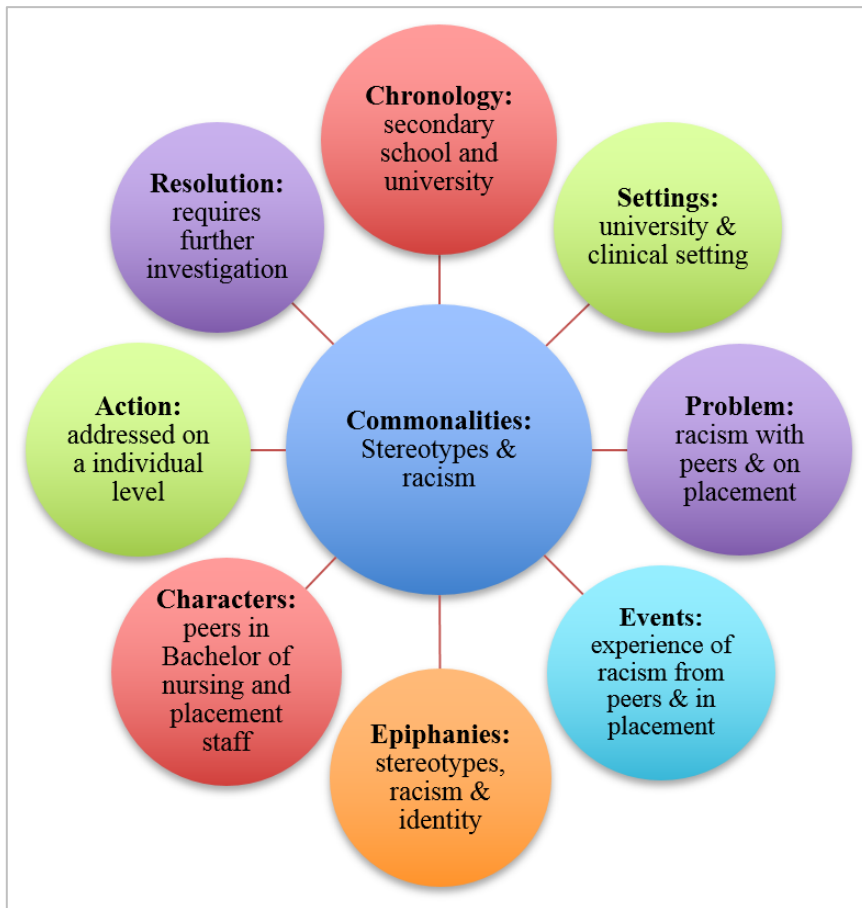 Chronology:
secondary
school and
university
Settings:
university &
clinical setting
Problem:
racism with
peers & on
placement
Events:
experience of
racism from
peers & in
placement
Epiphanies:
stereotypes,
racism &
identity
Characters:
peers in
Bachelor of
nursing and
placement
staff
Action:
addressed on
a individual
level
Resolution:
requires
further
investigation
Commonalities:
Stereotypes &
racism